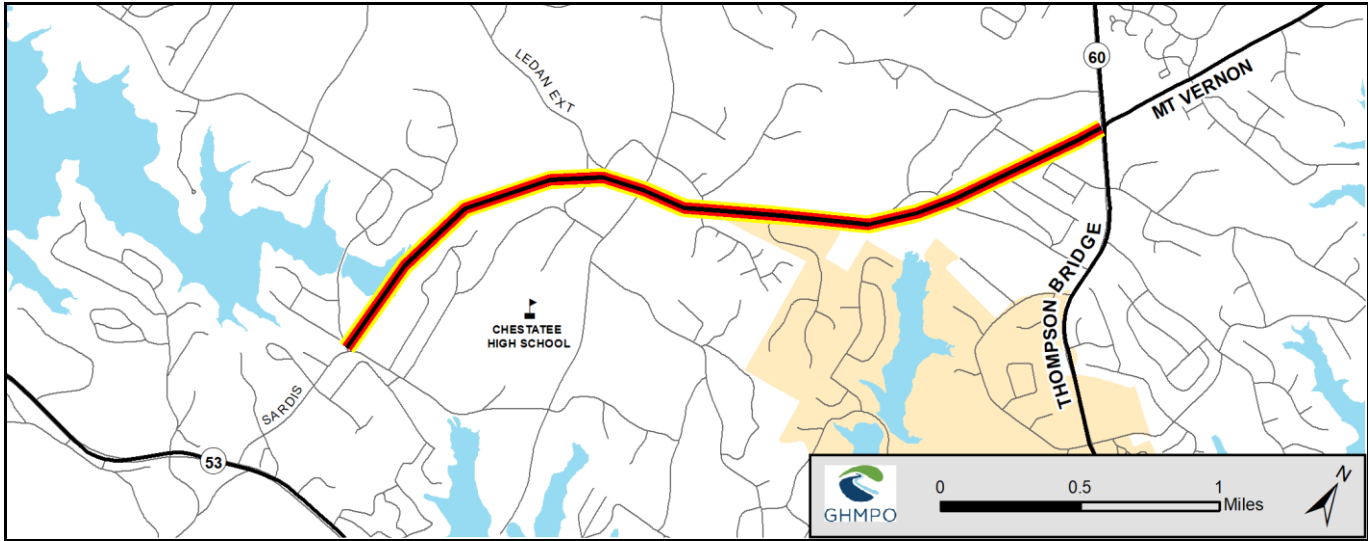 LEDAN EXT
60
MT VERNON
CHESTATEE
HIGH SCHOOL
THOMPSON BRIDGE
SARDIS
53
GHMPO
0 0.5 1
Miles
N